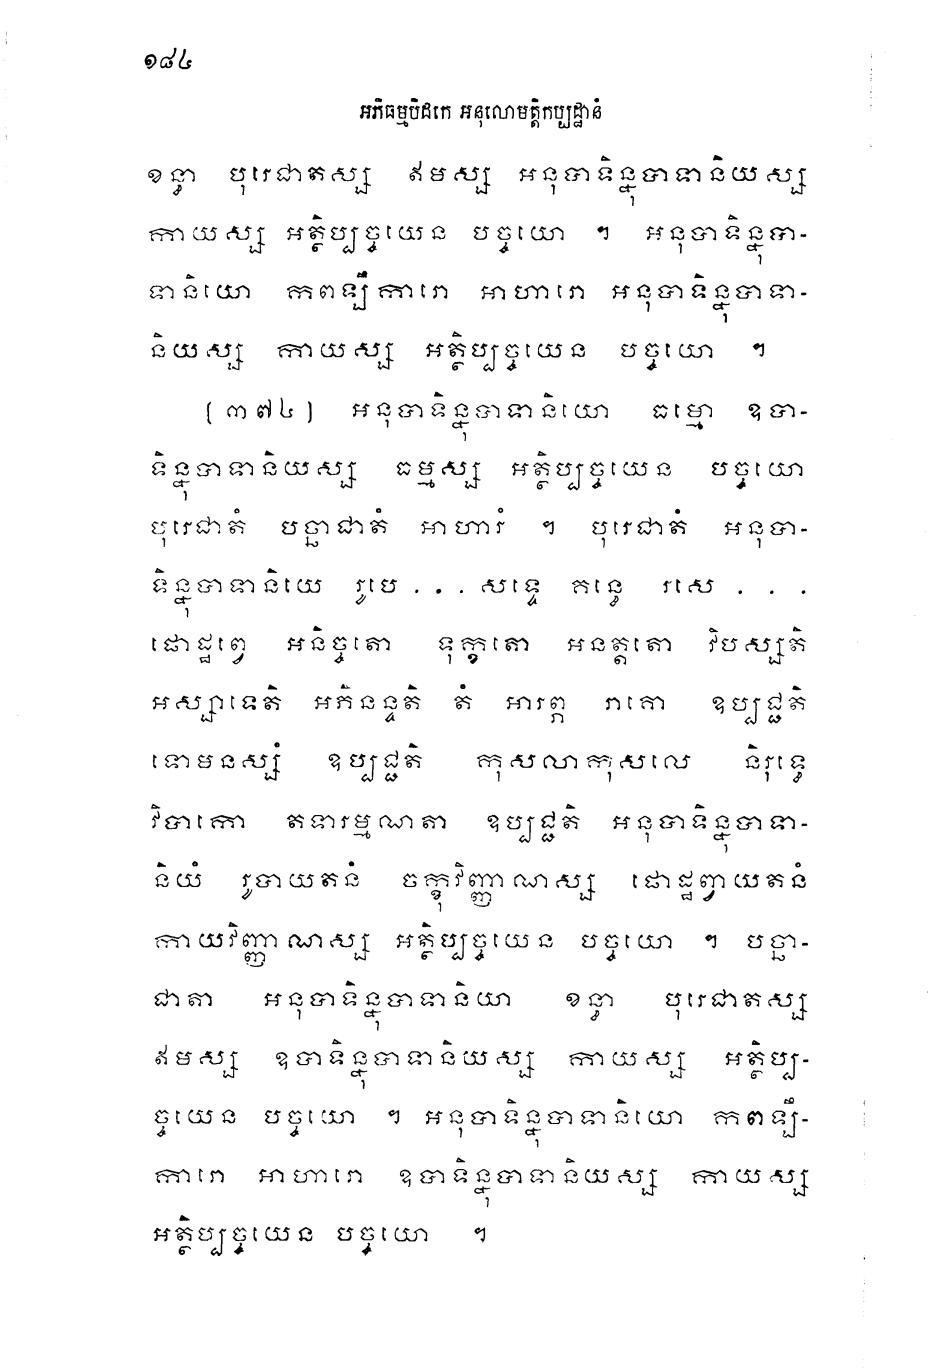 ១៨៤
អភិធម្មបិដកេ អនុលោមត្តិកប្បដ្ឋានំ
ខន្ធា បុរេជាតស្ស ឥមស្ស អនុបាទិន្នុបាទានិយស្ស
កាយស្ស អត្ថិប្បច្ចយេន បច្ចយោ ។ អនុបាទិន្នុបា-
ទានិយោ កពឡីការោ អាហារោ អនុបាទិន្នុបាទា-
និយស្ស កាយស្ស អត្ថិប្បច្ចយេន បច្ចយោ ។
(៣៧៤) អនុបាទិន្នុបាទានិយោ ធម្មោ ឧបា-
ទិន្នុបាទានិយស្ស ធម្មស្ស អត្ថិប្បច្ចយេន បច្ចយោ
បុរេជាតំ បច្ឆាជាតំ អាហារំ ។ បុរេជាតំ អនុបា-
ទិន្នុបាទានិយេ រូបេ ... សទ្ទេ គន្ធេ រសេ ...
ផោដ្ឋព្វេ អនិច្ចតោ ទុក្ខតោ អនត្តតោ វិបស្សតិ
អស្សាទេតិ អភិនន្ទតិ តំ អារព្ភ រាគោ ឧប្បជ្ជតិ
ទោមនស្សំ ឧប្បជ្ជតិ កុសលាកុសលេ និរុទ្ធេ
វិបាកោ តទារម្មណតា ឧប្បជ្ជតិ អនុបាទិន្នុបាទា-
និយំ រូបាយតនំ ចក្ខុវិញ្ញាណស្ស ផោដ្ឋព្វាយតនំ
កាយវិញ្ញាណស្ស អត្ថិប្បច្ចយេន បច្ចយោ ។ បច្ឆា-
ជាតា អនុបាទិន្នុបាទានិយា ខន្ធា បុរេជាតស្ស
ឥមស្ស ឧបាទិន្នុបាទានិយស្ស កាយស្ស អត្ថិប្ប-
ច្ចយេន បច្ចយោ ។ អនុបាទិន្នុបាទានិយោ កពឡី-
ការោ អាហារោ ឧបាទិន្នុបាទានិយស្ស កាយស្ស
អត្ថិប្បច្ចយេន បច្ចយោ ។